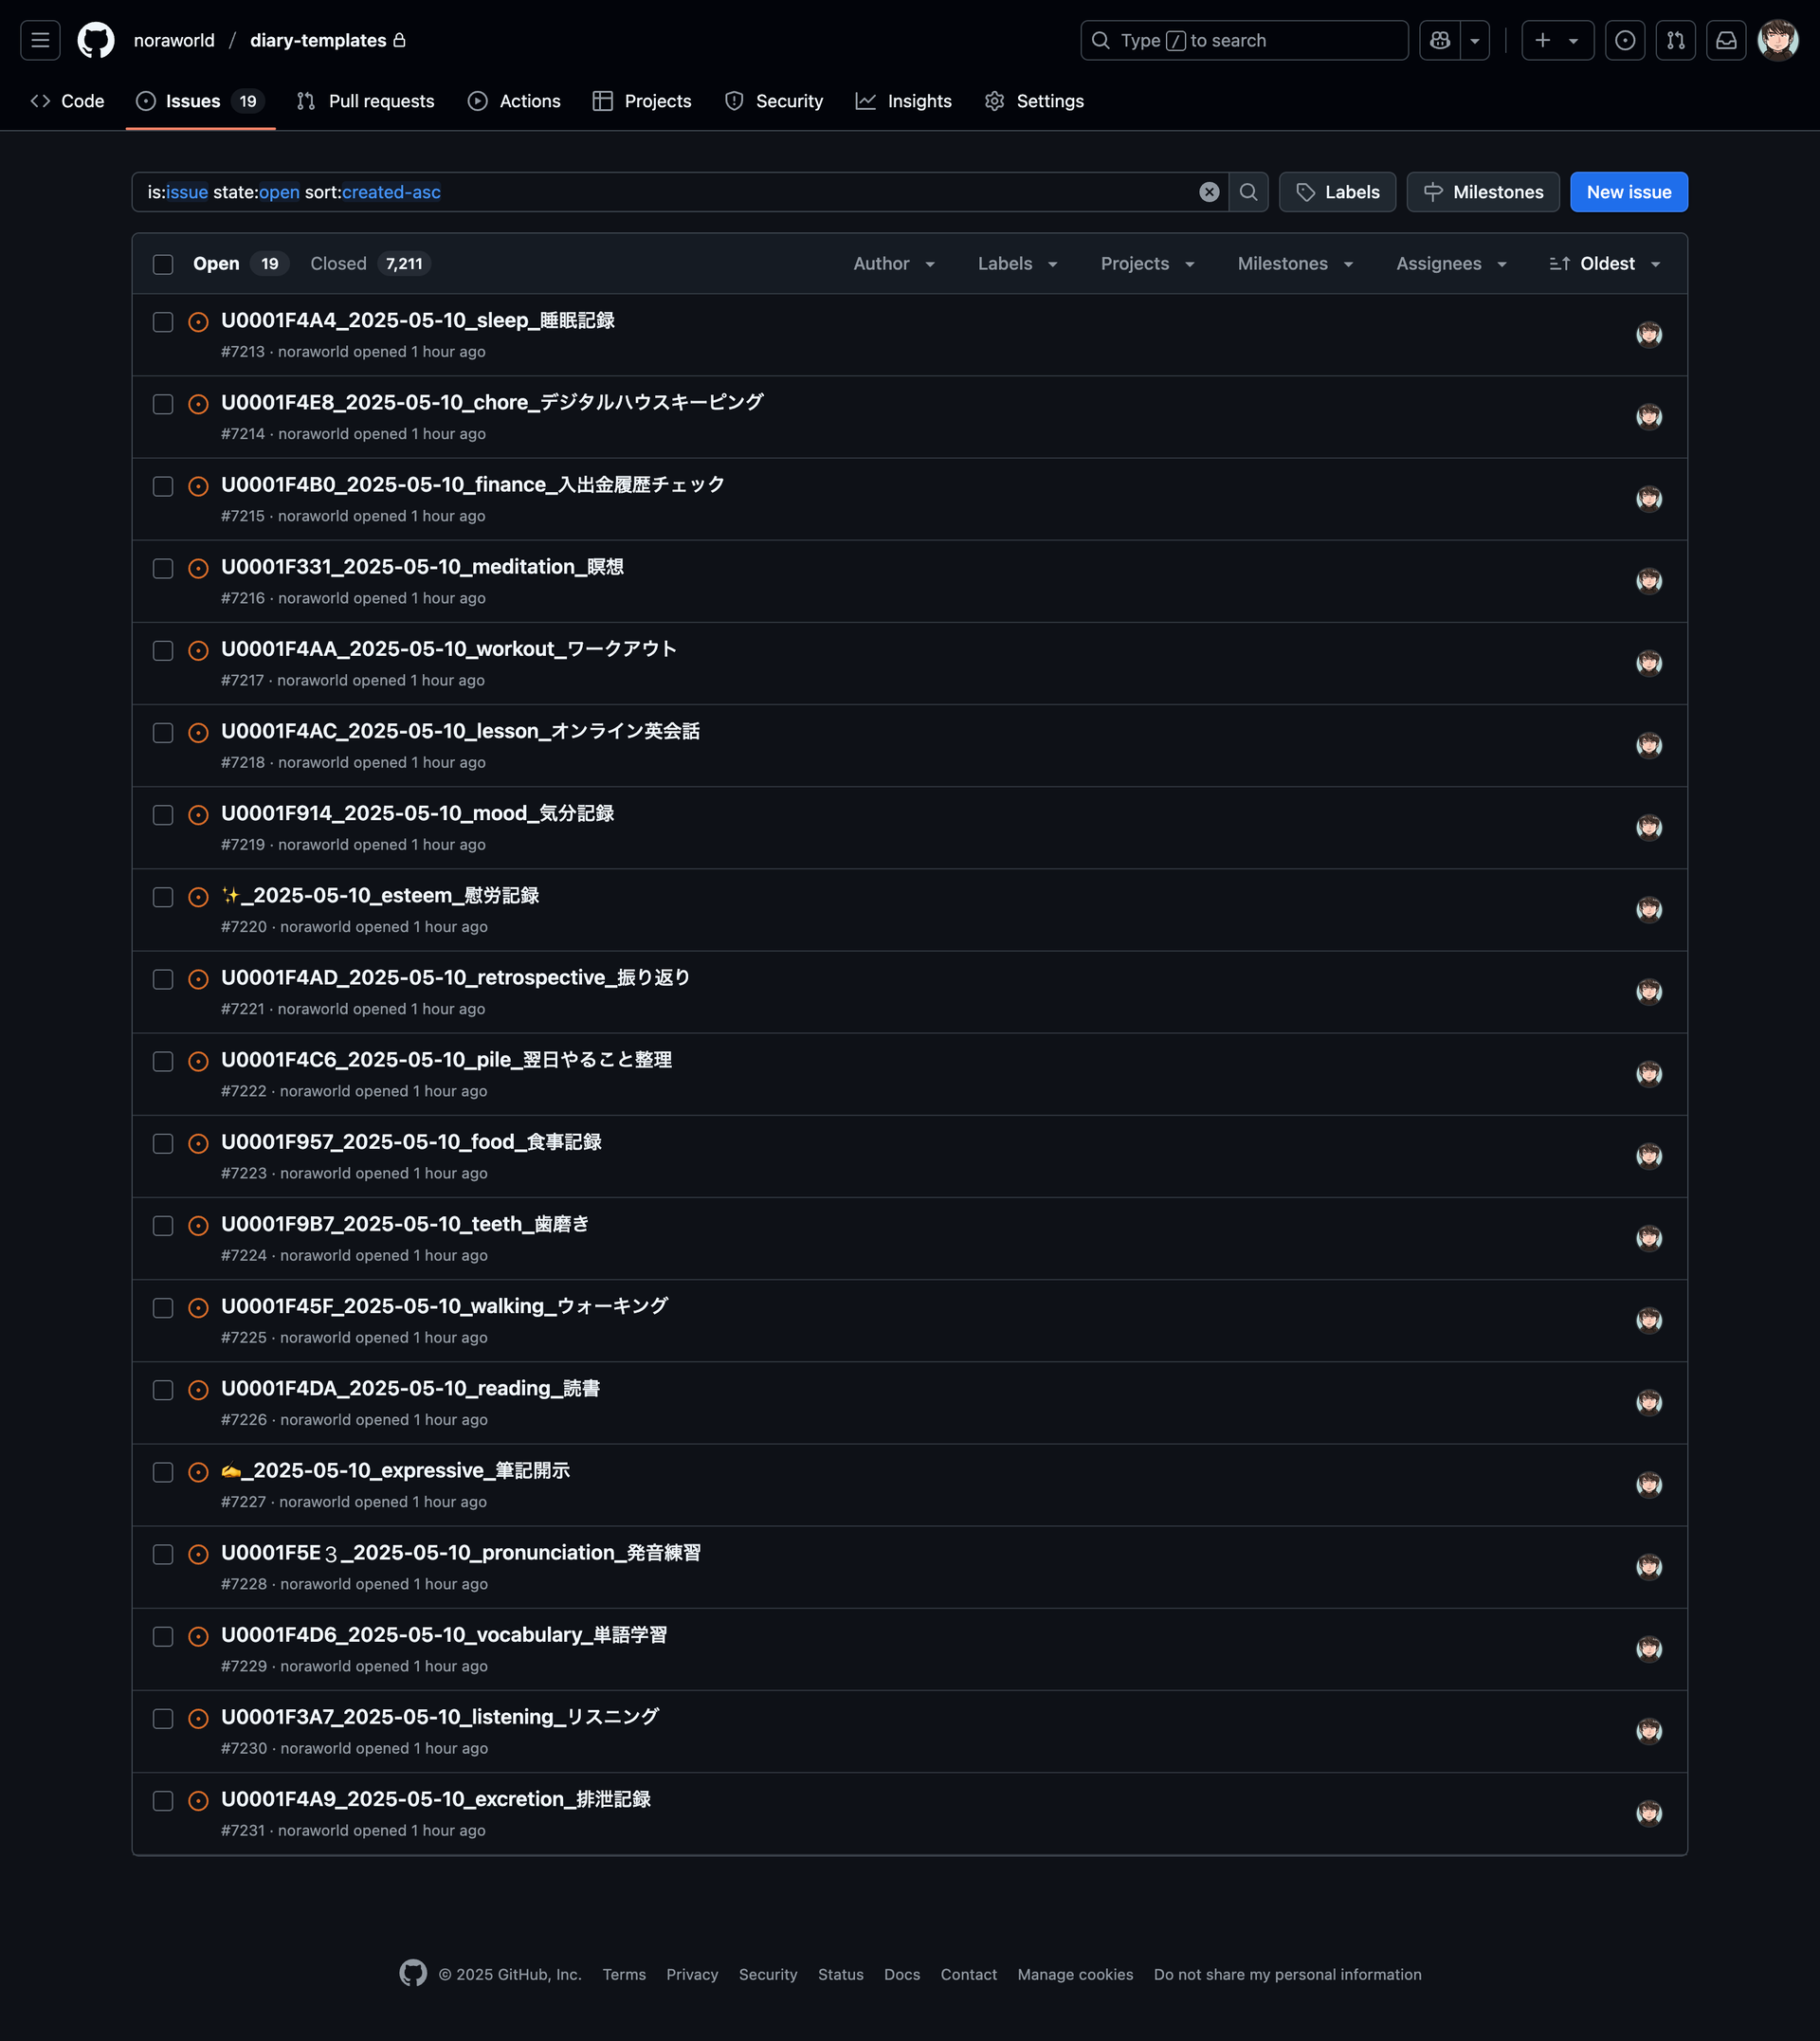 noraworld / diary-templates
Type / to search
Code
Issues 19
Pull requests
Actions
Projects
Security
Insights
Settings
is:issue state:open sort:created-asc
Labels
Milestones
New issue
Open 19 Closed 7,211 Author Labels Projects Milestones Assignees Oldest
U0001F4A4_2025-05-10_sleep_睡眠記録
#7213 · noraworld opened 1 hour ago
U0001F4E8_2025-05-10_chore_デジタルハウスキーピング
#7214 · noraworld opened 1 hour ago
U0001F4B0_2025-05-10_finance_入出金履歴チェック
#7215 · noraworld opened 1 hour ago
U0001F331_2025-05-10_meditation_瞑想
#7216 · noraworld opened 1 hour ago
U0001F4AA_2025-05-10_workout_ワークアウト
#7217 · noraworld opened 1 hour ago
U0001F4AC_2025-05-10_lesson_オンライン英会話
#7218 · noraworld opened 1 hour ago
U0001F914_2025-05-10_mood_気分記録
#7219 · noraworld opened 1 hour ago
✨_2025-05-10_esteem_慰労記録
#7220 · noraworld opened 1 hour ago
U0001F4AD_2025-05-10_retrospective_振り返り
#7221 · noraworld opened 1 hour ago
U0001F4C6_2025-05-10_pile_翌日やること整理
#7222 · noraworld opened 1 hour ago
U0001F957_2025-05-10_food_食事記録
#7223 · noraworld opened 1 hour ago
U0001F9B7_2025-05-10_teeth_歯磨き
#7224 · noraworld opened 1 hour ago
U0001F45F_2025-05-10_walking_ウォーキング
#7225 · noraworld opened 1 hour ago
U0001F4DA_2025-05-10_reading_読書
#7226 · noraworld opened 1 hour ago
✍️_2025-05-10_expressive_筆記開示
#7227 · noraworld opened 1 hour ago
U0001F5E３_2025-05-10_pronunciation_発音練習
#7228 · noraworld opened 1 hour ago
U0001F4D6_2025-05-10_vocabulary_単語学習
#7229 · noraworld opened 1 hour ago
U0001F3A7_2025-05-10_listening_リスニング
#7230 · noraworld opened 1 hour ago
U0001F4A9_2025-05-10_excretion_排泄記録
#7231 · noraworld opened 1 hour ago
© 2025 GitHub, Inc. Terms Privacy Security Status Docs Contact Manage cookies Do not share my personal information